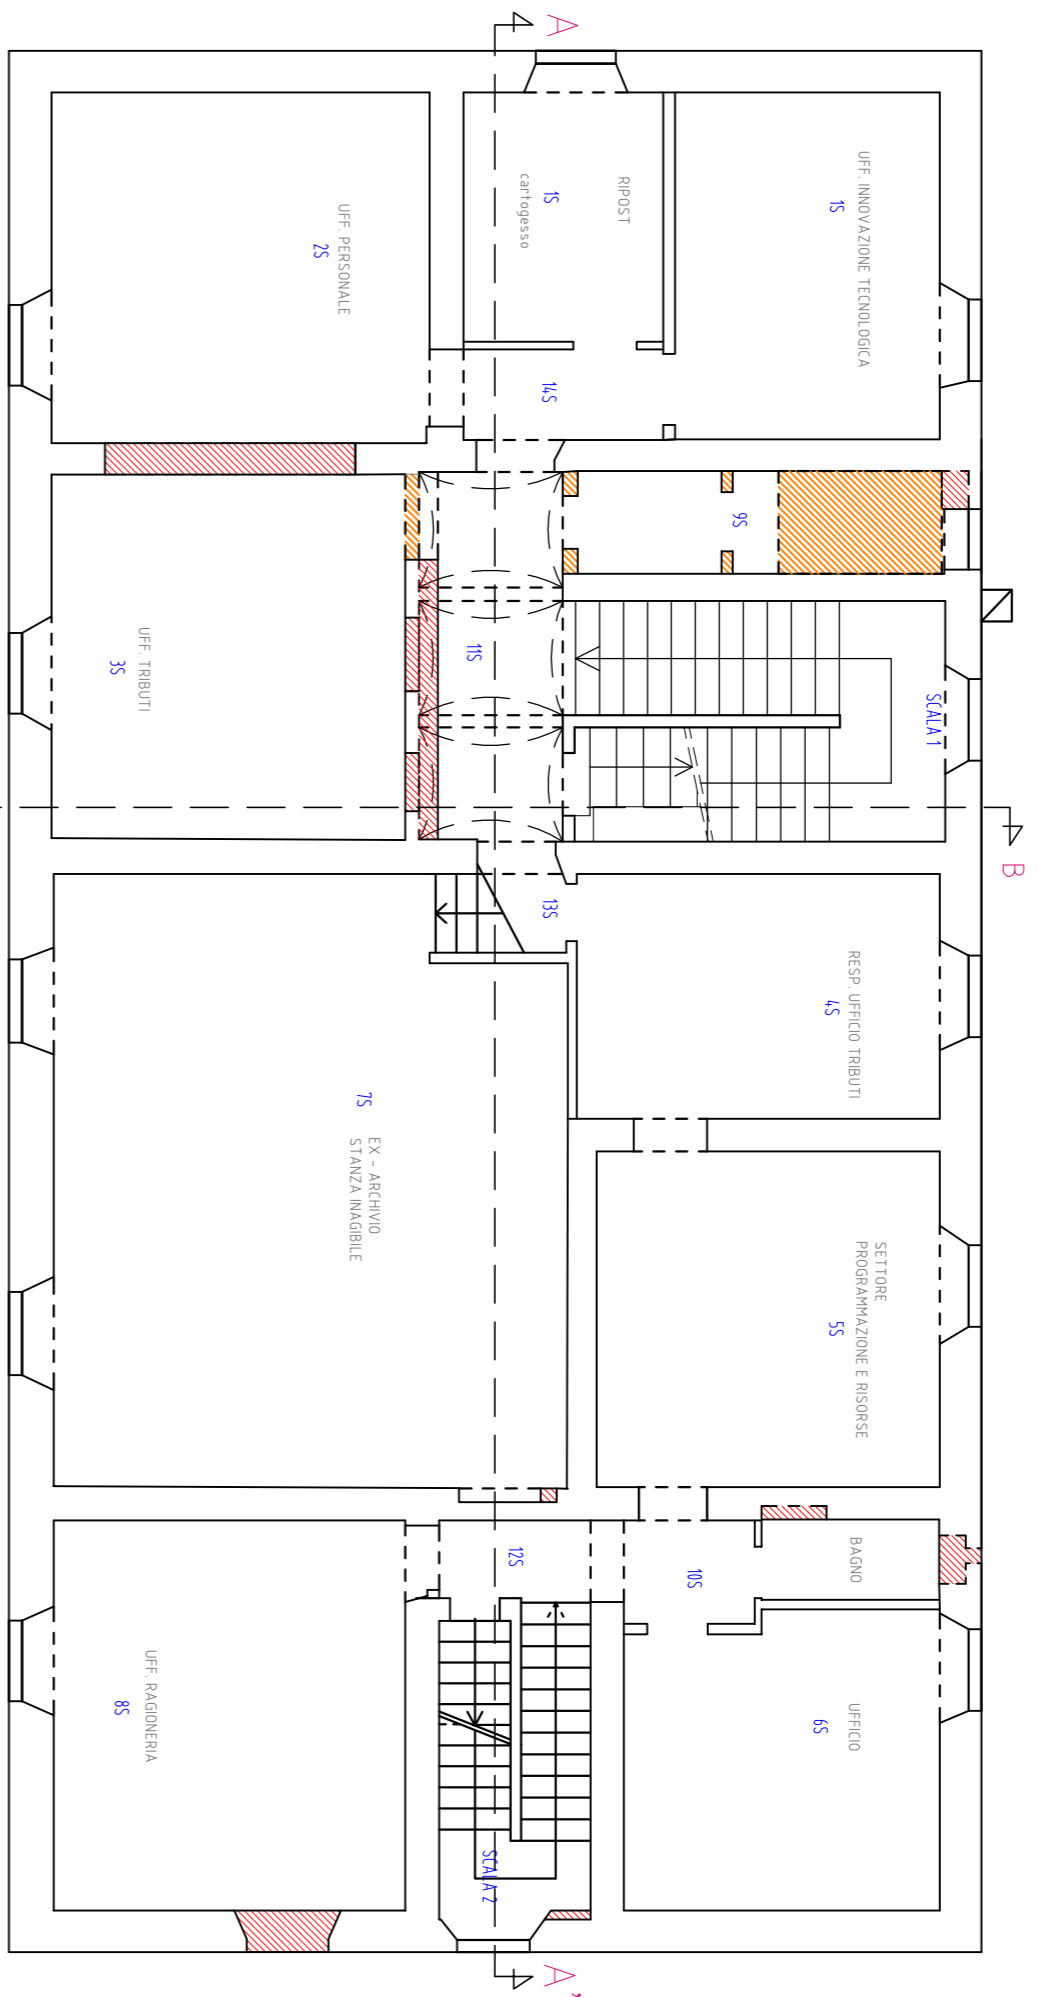 A
UFF. INNOVAZIONE TECNOLOGICA
1S
RIPOST
1S
cartogesso
UFF. PERSONALE
2S
14S
9S
11S
SCALA 1
UFF. TRIBUTI
3S
B
13S
RESP. UFFICIO TRIBUTI
4S
7S
EX - ARCHIVIO
STANZA INAGIBILE
SETTORE
PROGRAMMAZIONE E RISORSE
5S
BAGNO
10S
12S
UFFICIO
6S
UFF. RAGIONERIA
8S
SCALA 2
A'